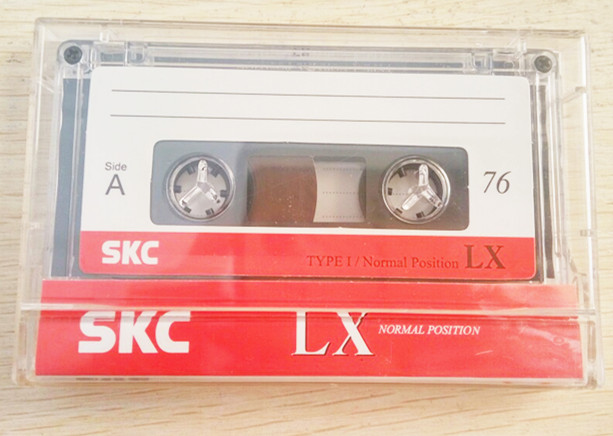 Side
A
76
SKC
TYPE I / Normal Position LX
SKC LX NORMAL POSITION